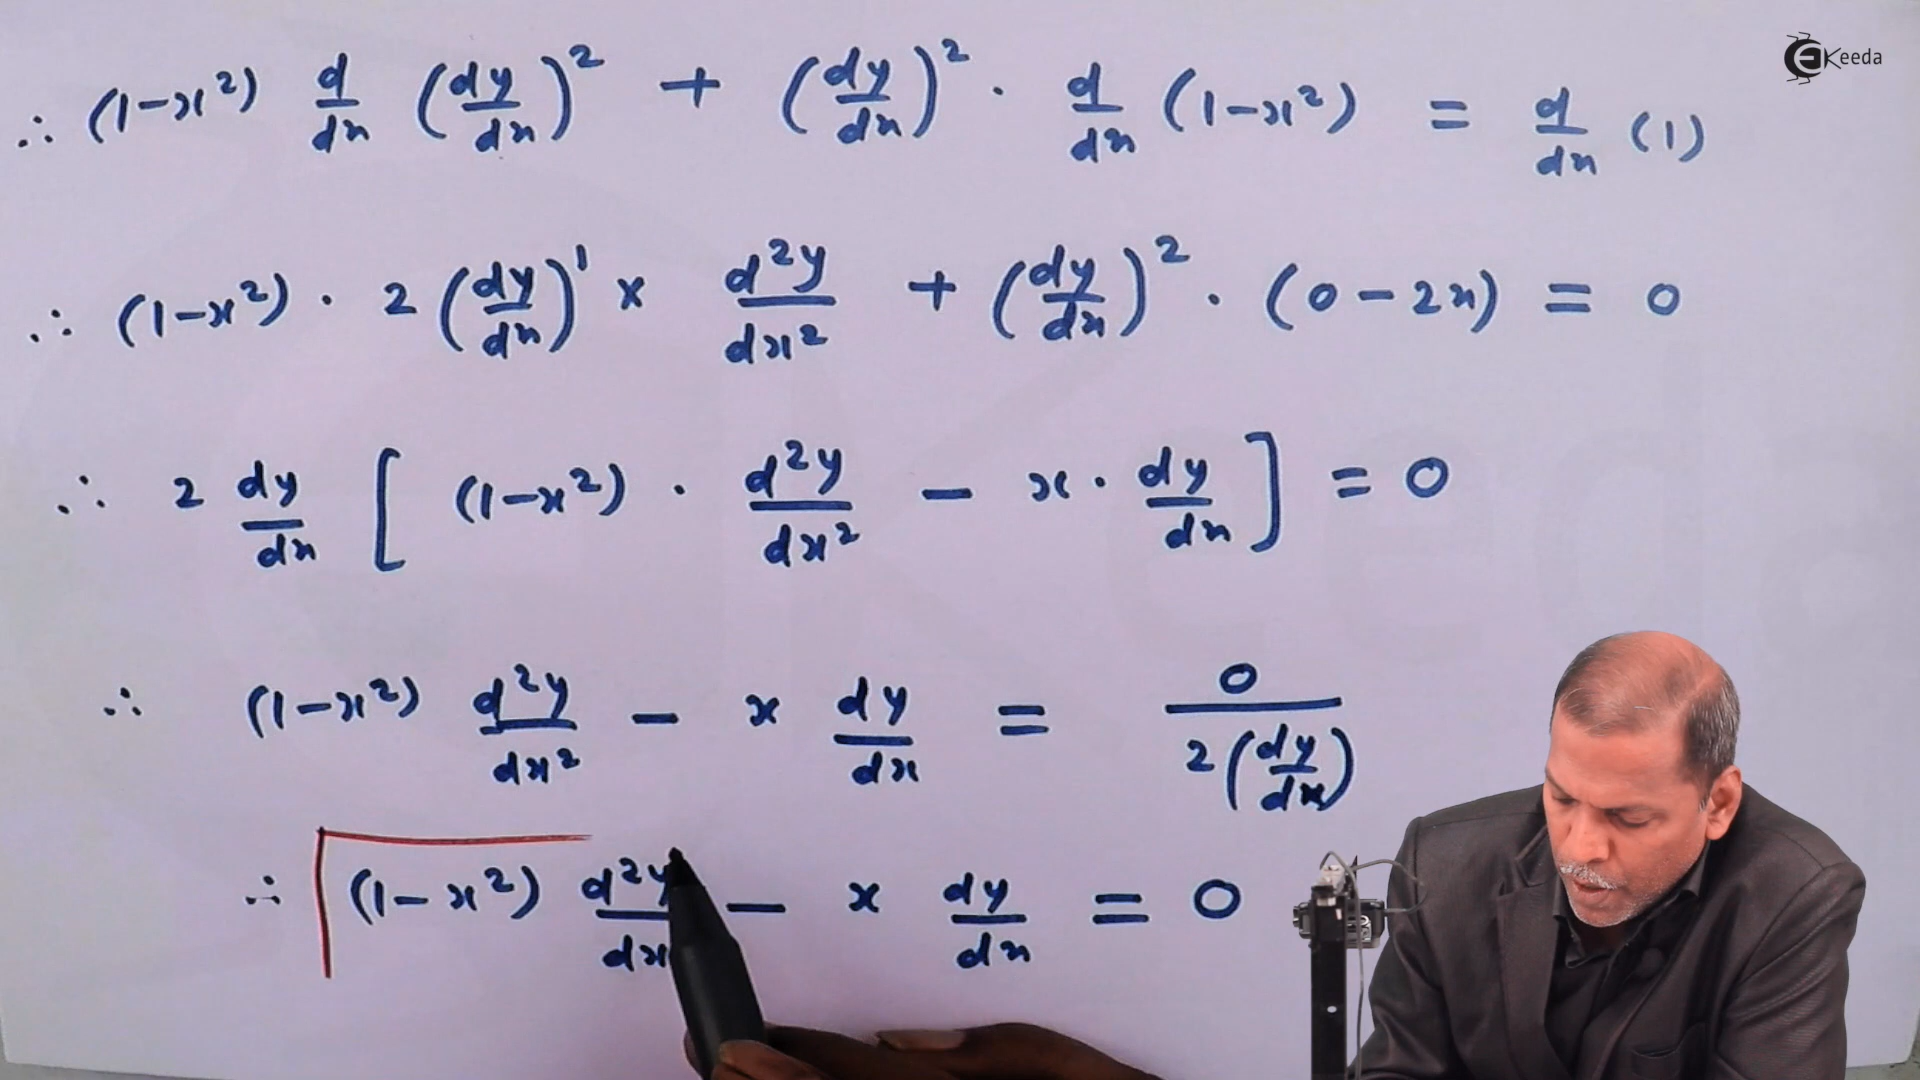 Keeda
∴ (1-x²) d/dx (dy/dx)² + (dy/dx)² · d/dx (1-x²) = d/dx (1)
∴ (1-x²) · 2 (dy/dx)¹ × d²y/dx² + (dy/dx)² · (0-2x) = 0
∴ 2 dy/dx [ (1-x²) · d²y/dx² - x · dy/dx ] = 0
∴ (1-x²) d²y/dx² - x dy/dx = 0/2(dy/dx)
∴ (1-x²) d²y/dx - x dy/dx = 0